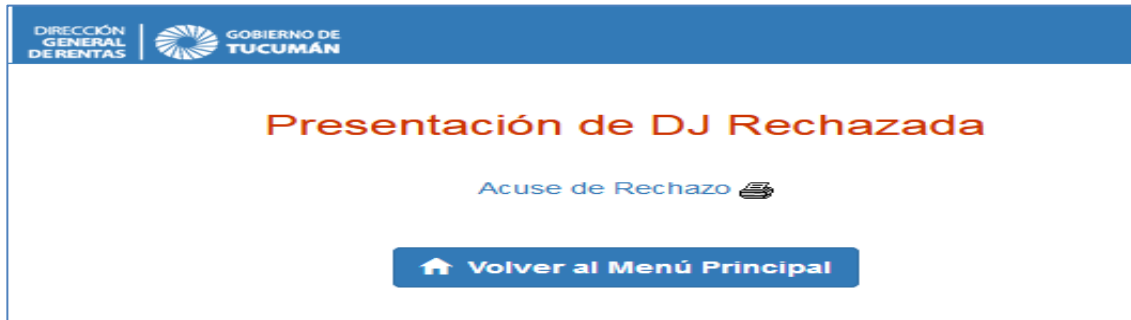 DIRECCIÓN
GENERAL
DE RENTAS
GOBIERNO DE
TUCUMÁN
Presentación de DJ Rechazada
Acuse de Rechazo
Volver al Menú Principal